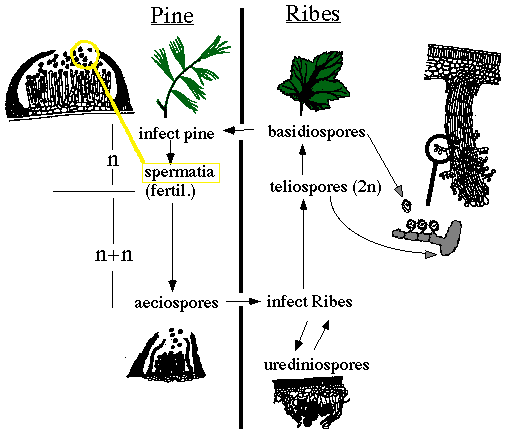 Pine
Ribes
infect pine
basidiospores
n
spermatia
(fertil.)
teliospores (2n)
n+n
aeciospores
infect Ribes
urediniospores